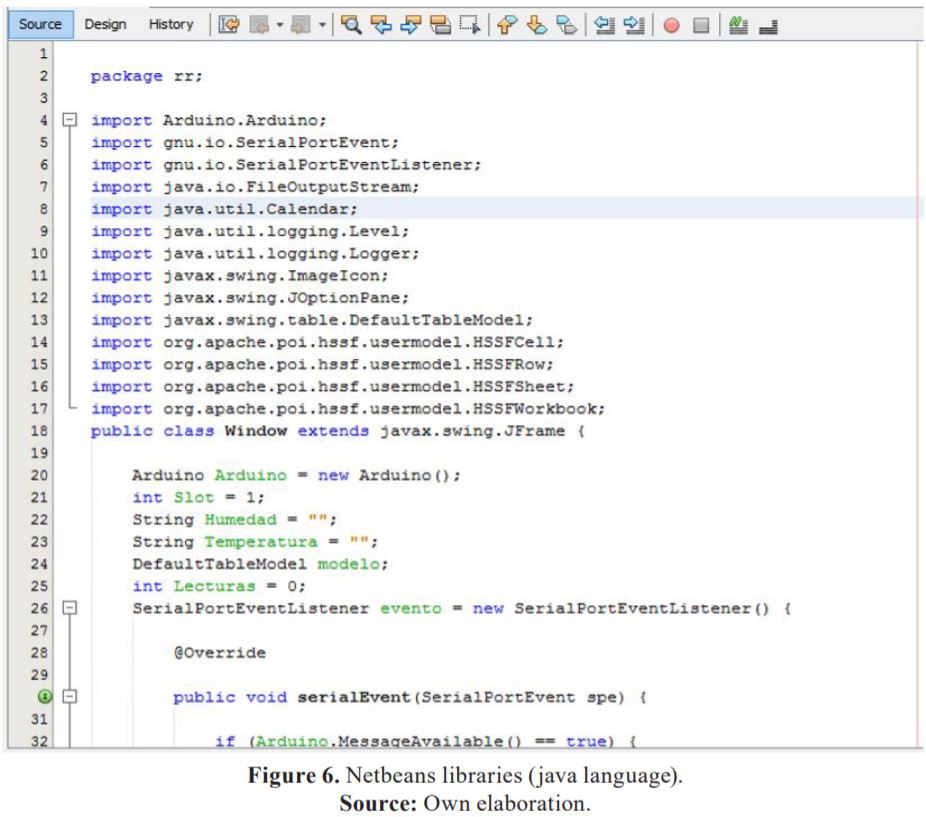 Source Design History
1
2 package rr;
3
4 import Arduino.Arduino;
5 import gnu.io.SerialPortEvent;
6 import gnu.io.SerialPortEventListener;
7 import java.io.FileOutputStream;
8 import java.util.Calendar;
9 import java.util.logging.Level;
10 import java.util.logging.Logger;
11 import javax.swing.ImageIcon;
12 import javax.swing.JOptionPane;
13 import javax.swing.table.DefaultTableModel;
14 import org.apache.poi.hssf.usermodel.HSSFCell;
15 import org.apache.poi.hssf.usermodel.HSSFRow;
16 import org.apache.poi.hssf.usermodel.HSSFSheet;
17 import org.apache.poi.hssf.usermodel.HSSFWorkbook;
18 public class Window extends javax.swing.JFrame {
19
20 Arduino Arduino = new Arduino();
21 int Slot = 1;
22 String Humedad = "";
23 String Temperatura = "";
24 DefaultTableModel modelo;
25 int Lecturas = 0;
26 SerialPortEventListener evento = new SerialPortEventListener() {
27
28 @Override
29
public void serialEvent(SerialPortEvent spe) {
31
32 if (Arduino.MessageAvailable() == true) {
Figure 6. Netbeans libraries (java language).
Source: Own elaboration.